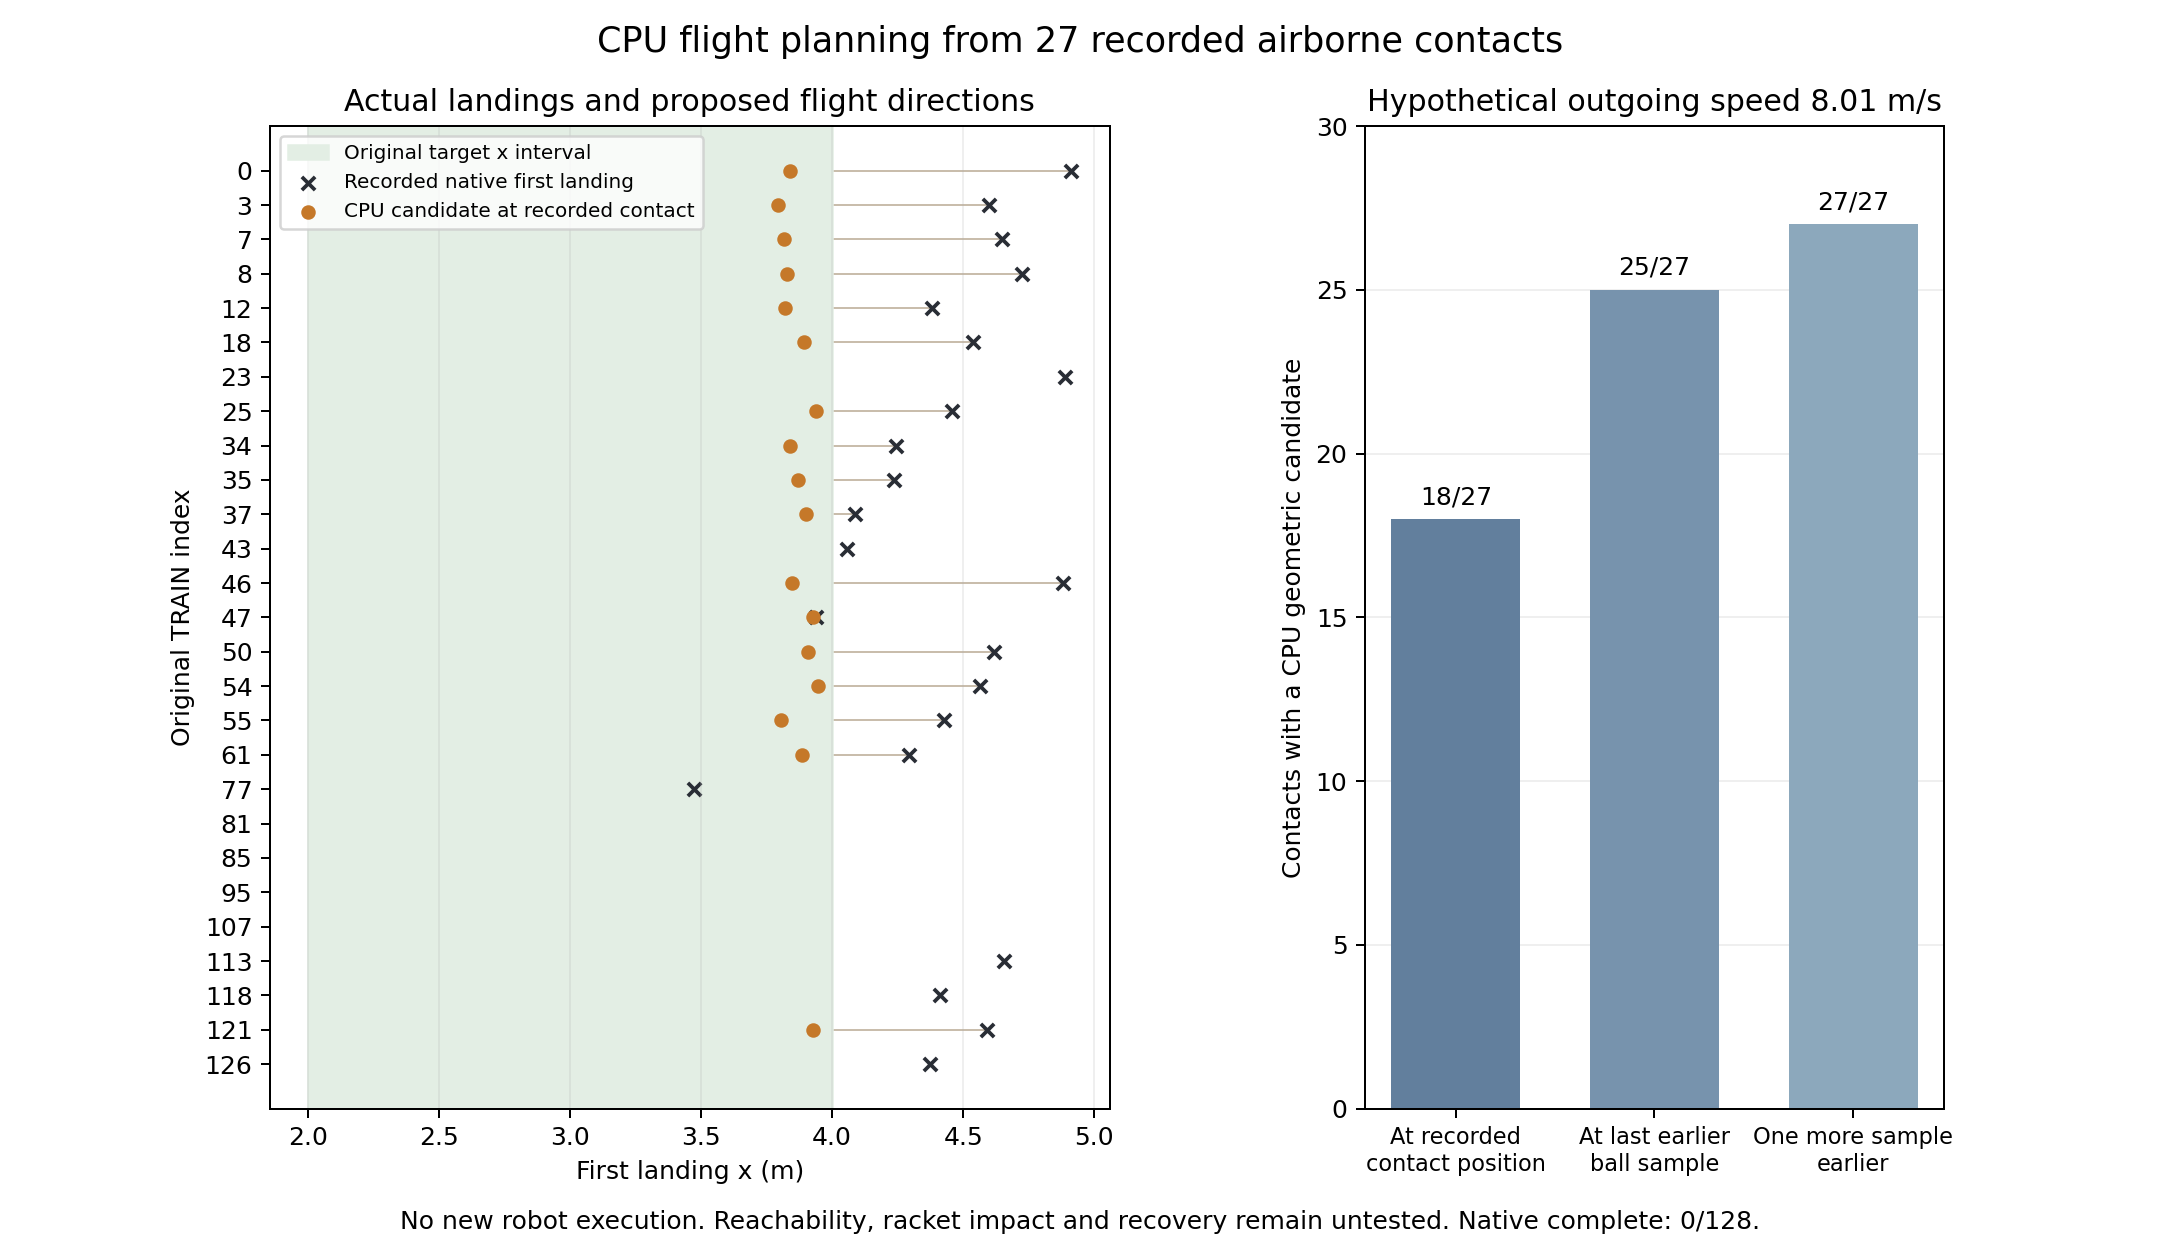 CPU flight planning from 27 recorded airborne contacts
Actual landings and proposed flight directions
Original target x interval
Recorded native first landing
CPU candidate at recorded contact
Original TRAIN index
0
3
7
8
12
18
23
25
34
35
37
43
46
47
50
54
55
61
77
81
85
95
107
113
118
121
126
2.0 2.5 3.0 3.5 4.0 4.5 5.0
First landing x (m)
Hypothetical outgoing speed 8.01 m/s
Contacts with a CPU geometric candidate
30
25
20
15
10
5
0
18/27
25/27
27/27
At recorded
contact position
At last earlier
ball sample
One more sample
earlier
No new robot execution. Reachability, racket impact and recovery remain untested. Native complete: 0/128.